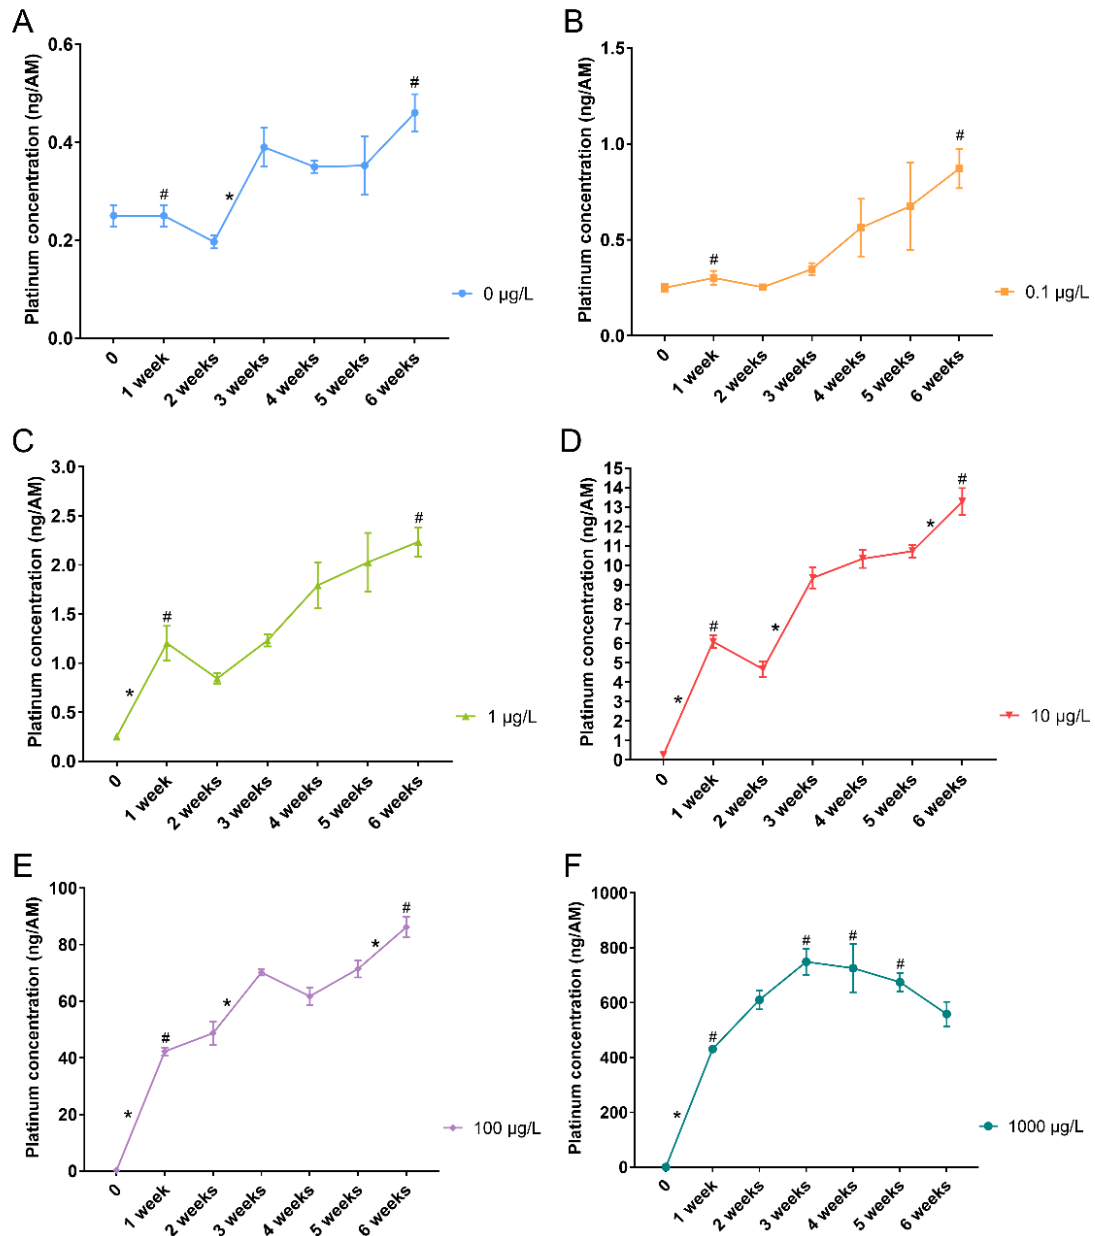 A
Platinum concentration (ng/AM)
0.6
0.4
0.2
0.0
#
*
#
0 µg/L
0
1 week
2 weeks
3 weeks
4 weeks
5 weeks
6 weeks
B
Platinum concentration (ng/AM)
1.5
1.0
0.5
0.0
#
#
0.1 µg/L
0
1 week
2 weeks
3 weeks
4 weeks
5 weeks
6 weeks
C
Platinum concentration (ng/AM)
3.0
2.5
2.0
1.5
1.0
0.5
0.0
*
#
#
1 µg/L
0
1 week
2 weeks
3 weeks
4 weeks
5 weeks
6 weeks
D
Platinum concentration (ng/AM)
15
14
13
12
11
10
9
8
7
6
5
4
3
2
1
0
*
#
*
*
#
10 µg/L
0
1 week
2 weeks
3 weeks
4 weeks
5 weeks
6 weeks
E
Platinum concentration (ng/AM)
100
80
60
40
20
0
*
#
*
*
#
100 µg/L
0
1 week
2 weeks
3 weeks
4 weeks
5 weeks
6 weeks
F
Platinum concentration (ng/AM)
1000
800
600
400
200
0
*
#
#
#
#
1000 µg/L
0
1 week
2 weeks
3 weeks
4 weeks
5 weeks
6 weeks